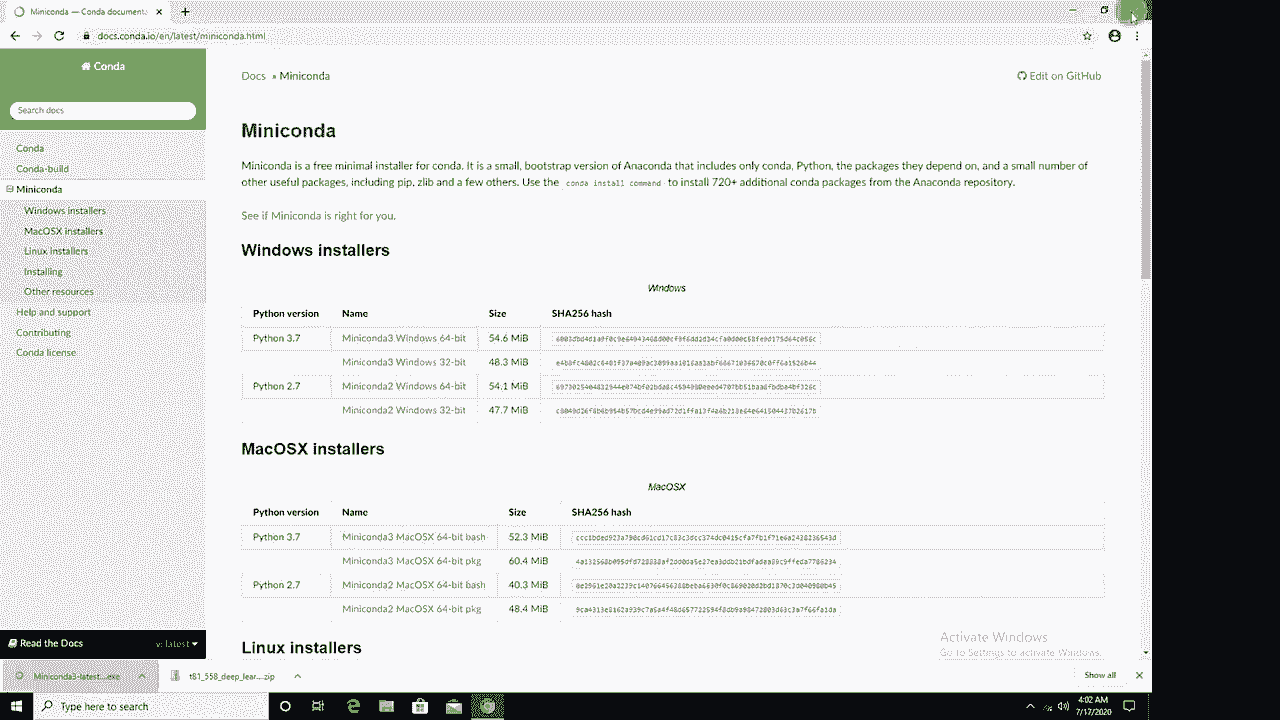 Miniconda — Conda document
docs.conda.io/en/latest/miniconda.html
Conda
Search docs
Conda
Conda-build
Miniconda
Windows installers
MacOSX installers
Linux installers
Installing
Other resources
Help and support
Contributing
Conda license
Read the Docs
v: latest
Docs » Miniconda
Edit on GitHub
Miniconda
Miniconda is a free minimal installer for conda. It is a small, bootstrap version of Anaconda that includes only conda, Python, the packages they depend on, and a small number of
other useful packages, including pip, zlib and a few others. Use the conda install command to install 720+ additional conda packages from the Anaconda repository.
See if Miniconda is right for you.
Windows installers
Windows
Python version Name Size SHA256 hash
Python 3.7 Miniconda3 Windows 64-bit 54.6 MiB
Miniconda3 Windows 32-bit 48.3 MiB
Python 2.7 Miniconda2 Windows 64-bit 54.1 MiB
Miniconda2 Windows 32-bit 47.7 MiB
MacOSX installers
MacOSX
Python version Name Size SHA256 hash
Python 3.7 Miniconda3 MacOSX 64-bit bash 52.3 MiB
Miniconda3 MacOSX 64-bit pkg 60.4 MiB
Python 2.7 Miniconda2 MacOSX 64-bit bash 40.3 MiB
Miniconda2 MacOSX 64-bit pkg 48.4 MiB
Linux installers
Activate Windows
Go to Settings to activate Windows.
Miniconda3-latest....exe
t81_558_deep_lear....zip
Show all
Type here to search
4:02 AM
7/17/2020